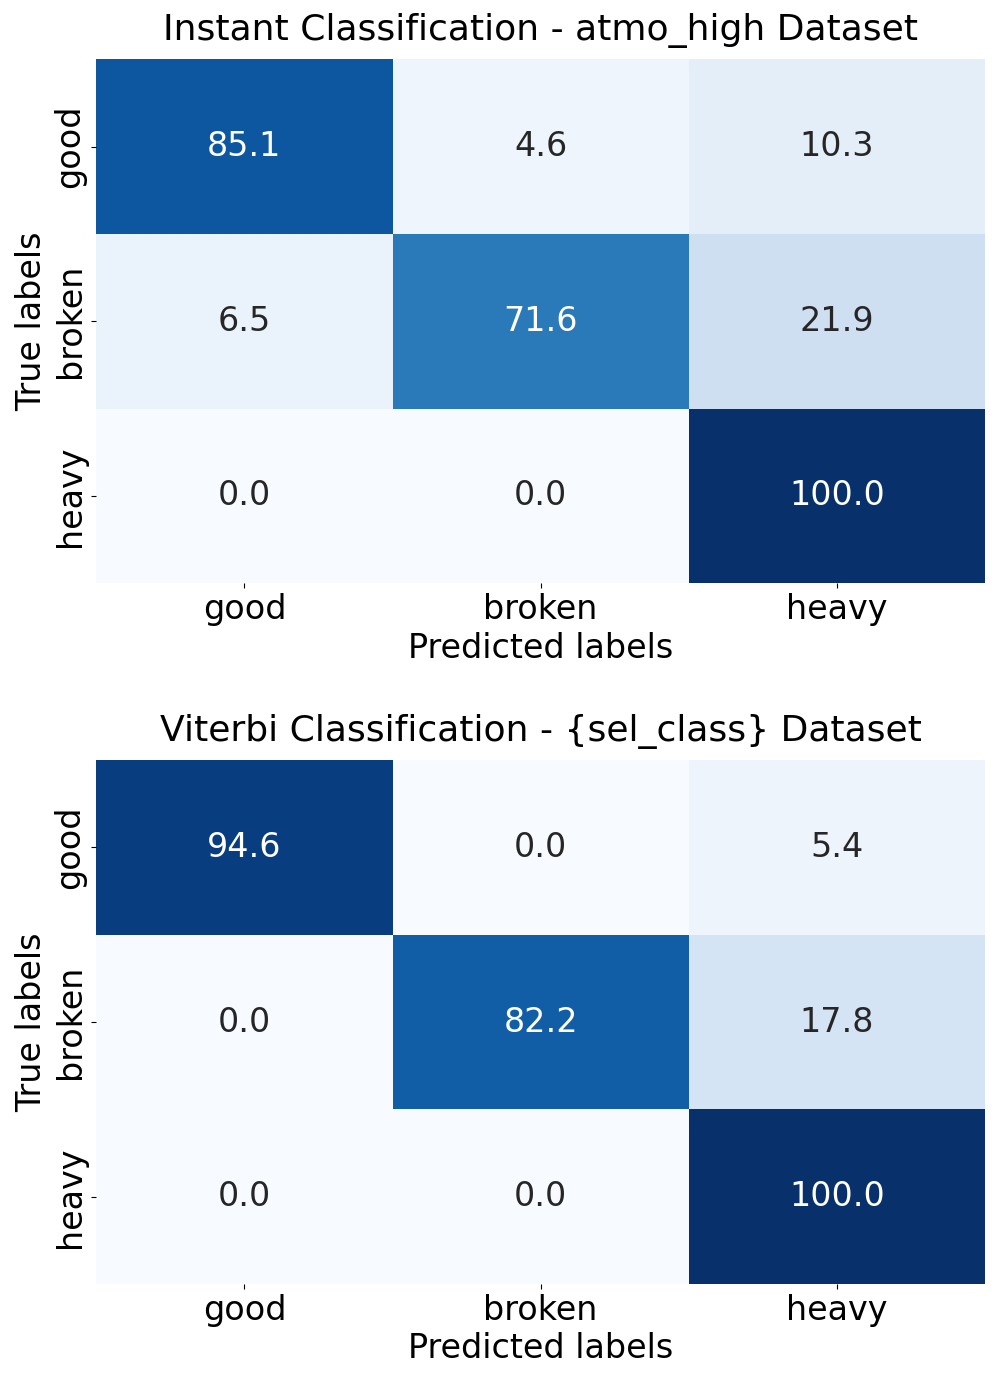 Instant Classification - atmo_high Dataset
True labels
good
85.1 4.6 10.3
broken
6.5 71.6 21.9
heavy
0.0 0.0 100.0
good broken heavy
Predicted labels
Viterbi Classification - {sel_class} Dataset
True labels
good
94.6 0.0 5.4
broken
0.0 82.2 17.8
heavy
0.0 0.0 100.0
good broken heavy
Predicted labels